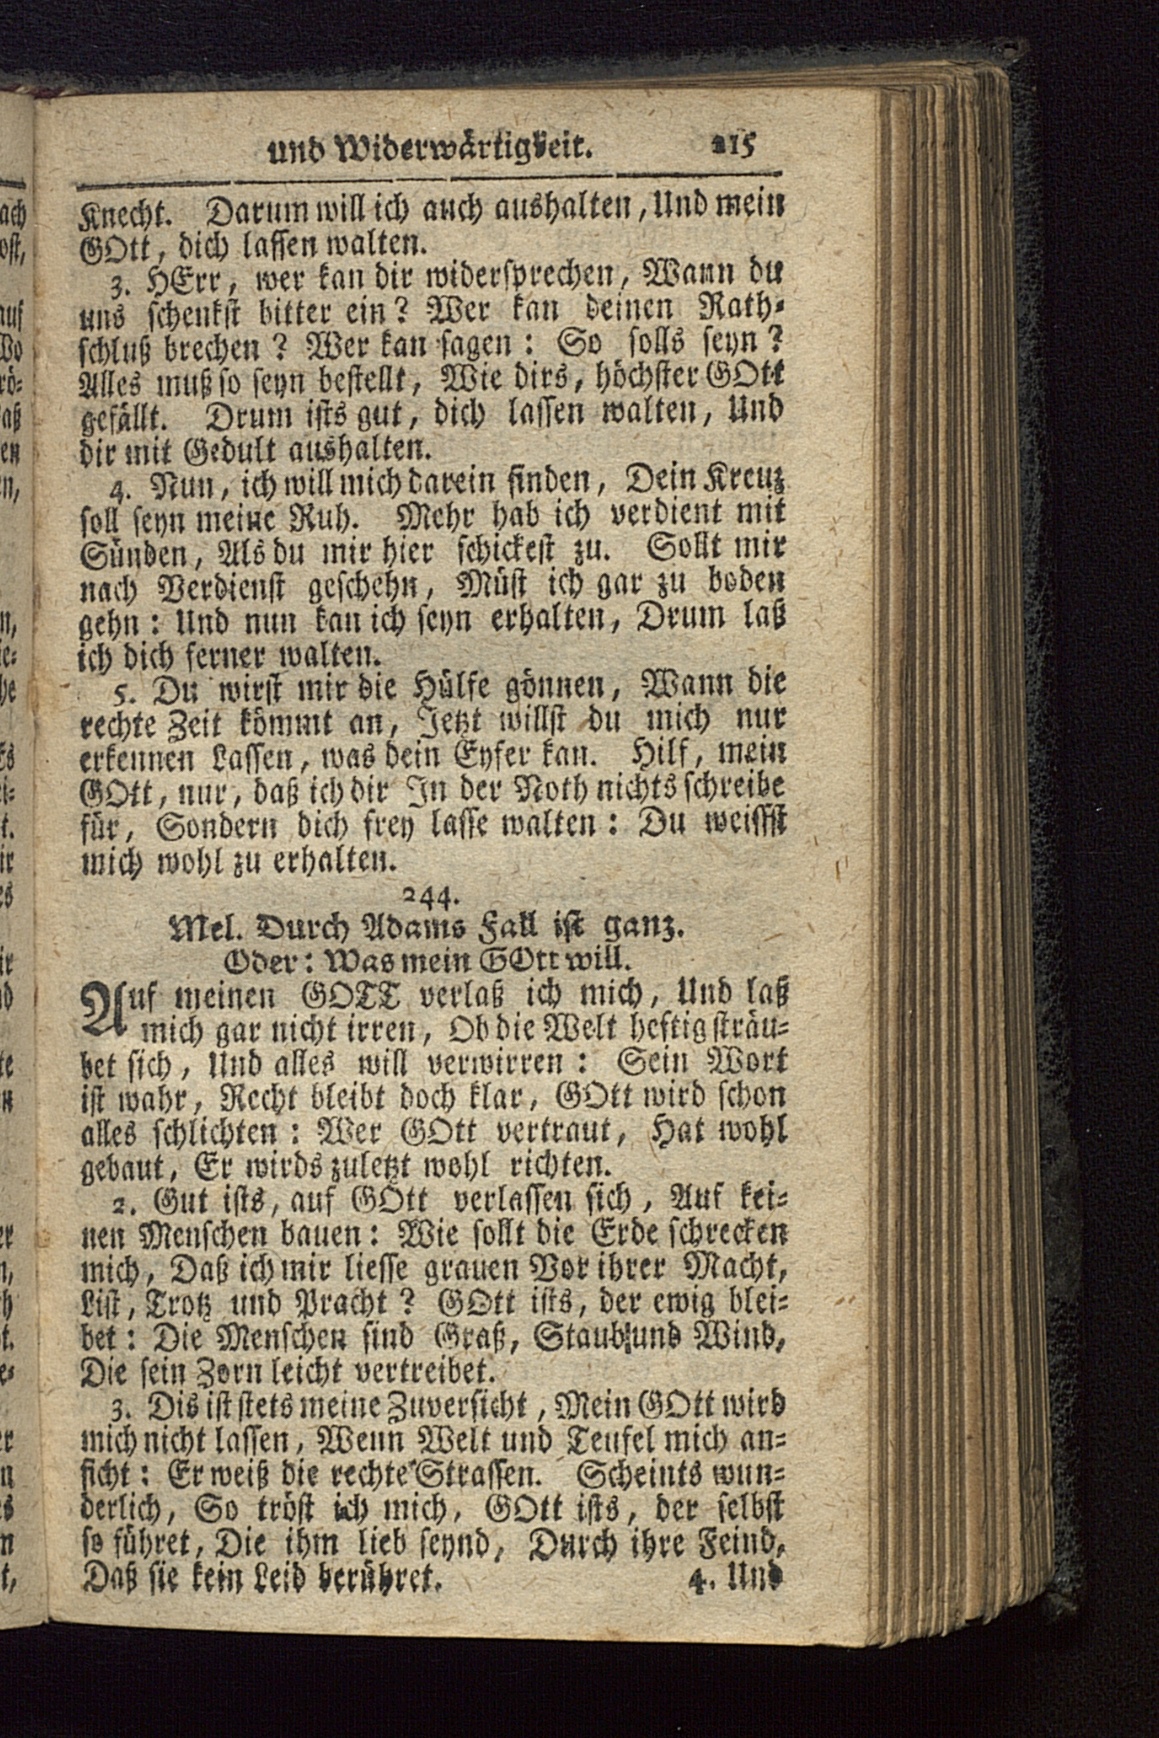 und Widerwärtigkeit. 215
Knecht. Darum will ich auch aushalten, Und mein
GOtt, dich lassen walten.
3. HErr, wer kan dir widersprechen, Wann du
uns schenkst bitter ein? Wer kan deinen Rath-
schluß brechen? Wer kan sagen: So solls seyn?
Alles muß so seyn bestellt, Wie dirs, höchster GOtt
gefällt. Drum ists gut, dich lassen walten, Und
dir mit Gedult aushalten.
4. Nun, ich will mich darein finden, Dein Kreuz
soll seyn meine Ruh. Mehr hab ich verdient mit
Sünden, Als du mir hier schickest zu. Sollt mir
nach Verdienst geschehn, Müst ich gar zu boden
gehn: Und nun kan ich seyn erhalten, Drum laß
ich dich ferner walten.
5. Du wirst mir die Hülfe gönnen, Wann die
rechte Zeit kömmt an, Jetzt willst du mich nur
erkennen Lassen, was dein Eyfer kan. Hilf, mein
GOtt, nur, daß ich dir In der Noth nichts schreibe
für, Sondern dich frey lasse walten: Du weissst
mich wohl zu erhalten.
244.
Mel. Durch Adams Fall ist ganz.
Oder: Was mein GOtt will.
Auf meinen GOTT verlaß ich mich, Und laß
mich gar nicht irren, Ob die Welt heftig sträu-
bet sich, Und alles will verwirren: Sein Wort
ist wahr, Recht bleibt doch klar, GOtt wird schon
alles schlichten: Wer GOtt vertraut, Hat wohl
gebaut, Er wirds zuletzt wohl richten.
2. Gut ists, auf GOtt verlassen sich, Auf kei-
nen Menschen bauen: Wie sollt die Erde schrecken
mich, Daß ich mir liesse grauen Vor ihrer Macht,
List, Trotz und Pracht? GOtt ists, der ewig blei-
bet: Die Menschen sind Graß, Staub und Wind,
Die sein Zorn leicht vertreibet.
3. Dis ist stets meine Zuversicht, Mein GOtt wird
mich nicht lassen, Wenn Welt und Teufel mich an-
ficht: Er weiß die rechte Strassen. Scheints wun-
derlich, So tröst ich mich, GOtt ists, der selbst
so führet, Die ihm lieb seynd, Durch ihre Feind,
Daß sie kein Leid berühret. 4. Und